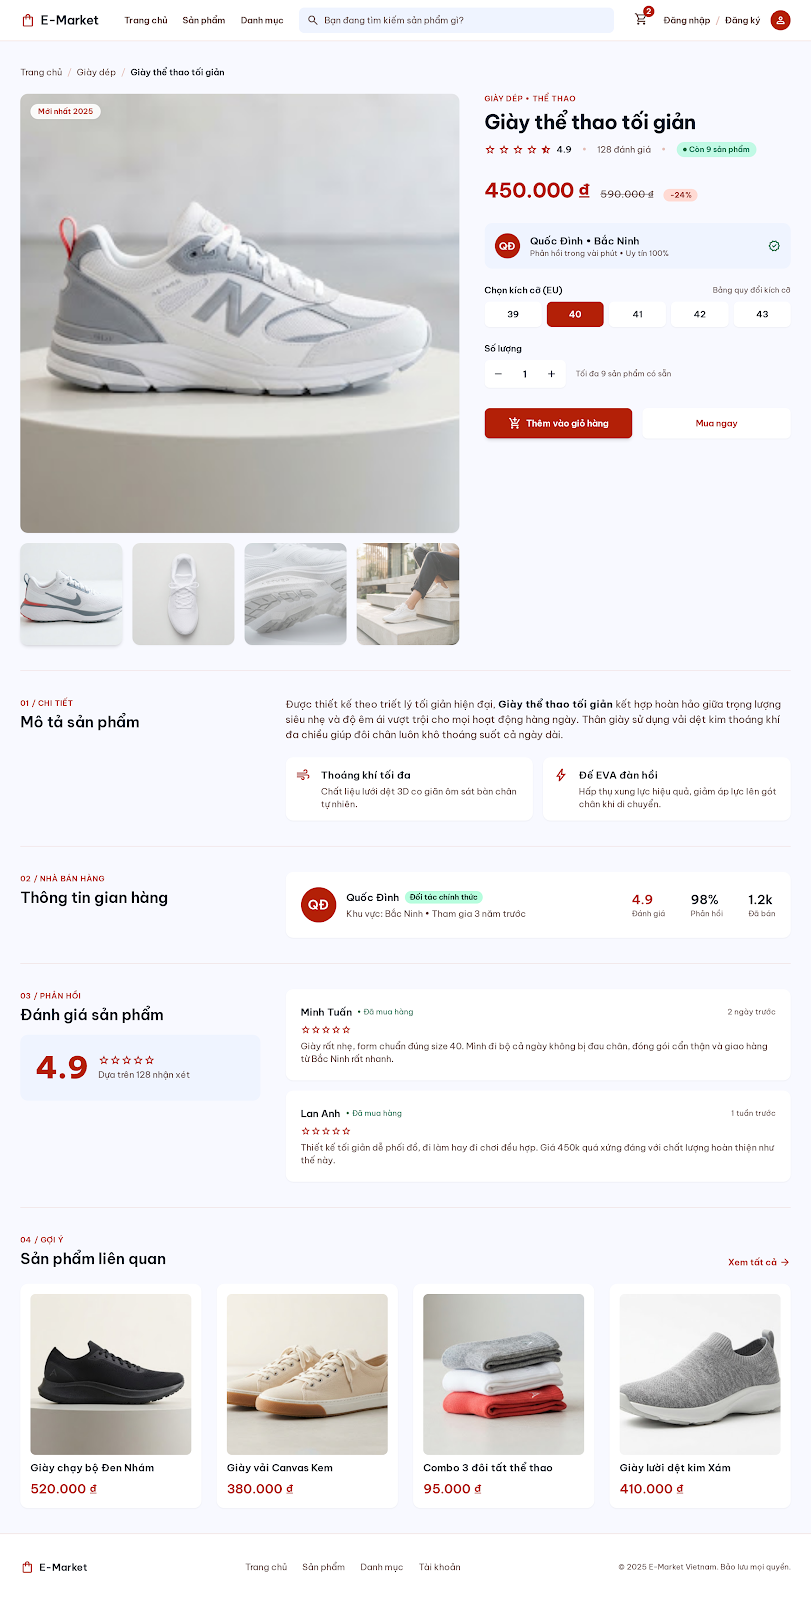 E-Market
Trang chủ Sản phẩm Danh mục
Bạn đang tìm kiếm sản phẩm gì?
2
Đăng nhập / Đăng ký
Trang chủ / Giày dép / Giày thể thao tối giản
Mới nhất 2025
N
GIÀY DÉP • THỂ THAO
Giày thể thao tối giản
4.9 • 128 đánh giá • Còn 9 sản phẩm
450.000 đ 590.000 đ -24%
QĐ
Quốc Đình • Bắc Ninh
Phản hồi trong vài phút • Uy tín 100%
Chọn kích cỡ (EU) Bảng quy đổi kích cỡ
39 40 41 42 43
Số lượng
− 1 + Tối đa 9 sản phẩm có sẵn
Thêm vào giỏ hàng Mua ngay
01 / CHI TIẾT
Mô tả sản phẩm
Được thiết kế theo triết lý tối giản hiện đại, Giày thể thao tối giản kết hợp hoàn hảo giữa trọng lượng
siêu nhẹ và độ êm ái vượt trội cho mọi hoạt động hàng ngày. Thân giày sử dụng vải dệt kim thoáng khí
đa chiều giúp đôi chân luôn khô thoáng suốt cả ngày dài.
Thoáng khí tối đa
Chất liệu lưới dệt 3D co giãn ôm sát bàn chân
tự nhiên.
Đế EVA đàn hồi
Hấp thụ xung lực hiệu quả, giảm áp lực lên gót
chân khi di chuyển.
02 / NHÀ BÁN HÀNG
Thông tin gian hàng
QĐ
Quốc Đình Đối tác chính thức
Khu vực: Bắc Ninh • Tham gia 3 năm trước
4.9 98% 1.2k
Đánh giá Phản hồi Đã bán
03 / PHẢN HỒI
Đánh giá sản phẩm
4.9
Dựa trên 128 nhận xét
Minh Tuấn • Đã mua hàng 2 ngày trước
Giày rất nhẹ, form chuẩn đúng size 40. Mình đi bộ cả ngày không bị đau chân, đóng gói cẩn thận và giao hàng
từ Bắc Ninh rất nhanh.
Lan Anh • Đã mua hàng 1 tuần trước
Thiết kế tối giản dễ phối đồ, đi làm hay đi chơi đều hợp. Giá 450k quá xứng đáng với chất lượng hoàn thiện như
thế này.
04 / GỢI Ý
Sản phẩm liên quan
Xem tất cả →
Giày chạy bộ Đen Nhám
520.000 đ
Giày vải Canvas Kem
380.000 đ
Combo 3 đôi tất thể thao
95.000 đ
Giày lười dệt kim Xám
410.000 đ
E-Market
Trang chủ Sản phẩm Danh mục Tài khoản
© 2025 E-Market Vietnam. Bảo lưu mọi quyền.